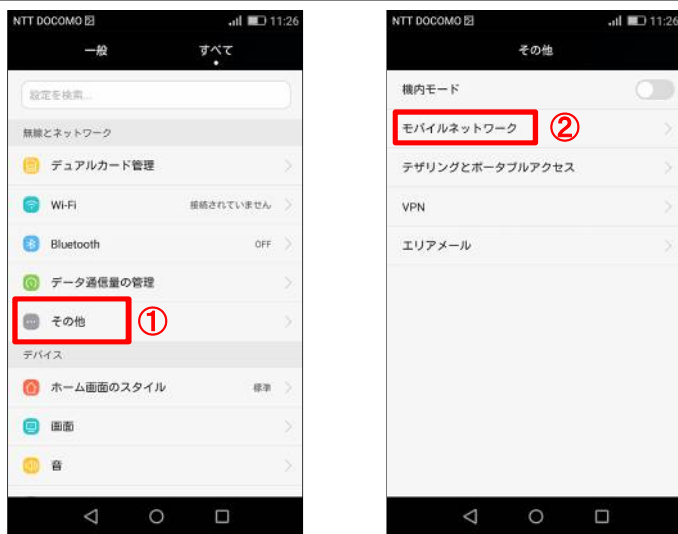 NTT DOCOMO 11:26
一般 すべて
設定を検索...
無線とネットワーク
デュアルカード管理
Wi-Fi 接続されていません
Bluetooth OFF
データ通信量の管理
その他 ①
デバイス
ホーム画面のスタイル 標準
画面
音
NTT DOCOMO 11:26
その他
機内モード
モバイルネットワーク ②
テザリングとポータブルアクセス
VPN
エリアメール